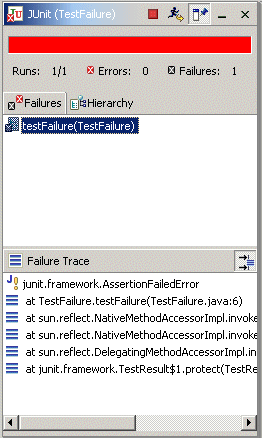 JUnit (TestFailure)
Runs: 1/1 Errors: 0 Failures: 1
Failures Hierarchy
testFailure(TestFailure)
Failure Trace
junit.framework.AssertionFailedError
at TestFailure.testFailure(TestFailure.java:6)
at sun.reflect.NativeMethodAccessorImpl.invoke
at sun.reflect.NativeMethodAccessorImpl.invoke
at sun.reflect.DelegatingMethodAccessorImpl.in
at junit.framework.TestResult$1.protect(TestRe